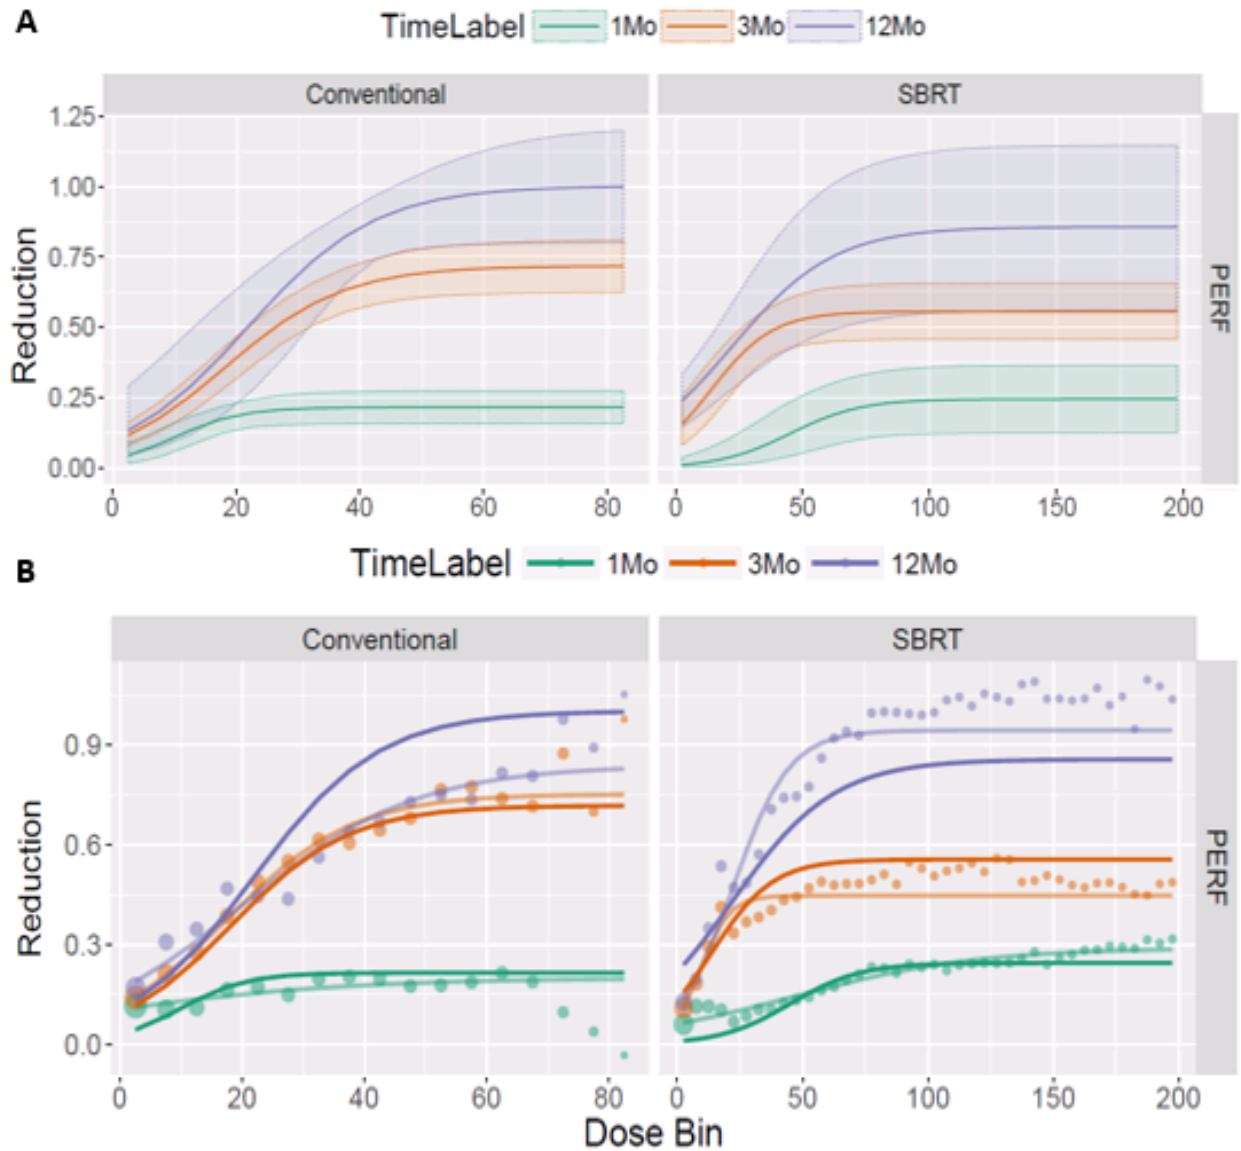 A
TimeLabel 1Mo 3Mo 12Mo
Conventional SBRT
1.25
1.00
0.75
0.50
0.25
0.00
Reduction
PERF
0 20 40 60 80 0 50 100 150 200
B
TimeLabel 1Mo 3Mo 12Mo
Conventional SBRT
0.9
0.6
0.3
0.0
Reduction
PERF
0 20 40 60 80 0 50 100 150 200
Dose Bin